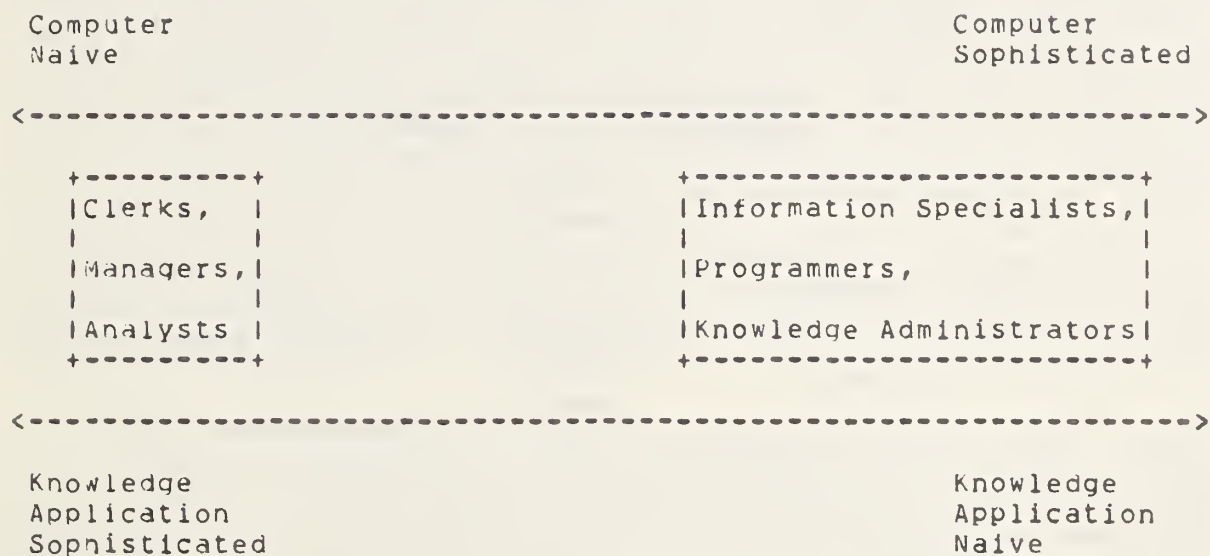 Computer Computer
Naive Sophisticated
<----------------------------------------------------------------->
+----------+ +-------------------------+
|Clerks, | |Information Specialists,|
| | | |
|Managers,| |Programmers, |
| | | |
|Analysts | |Knowledge Administrators|
+----------+ +-------------------------+
<----------------------------------------------------------------->
Knowledge Knowledge
Application Application
Sophisticated Naive